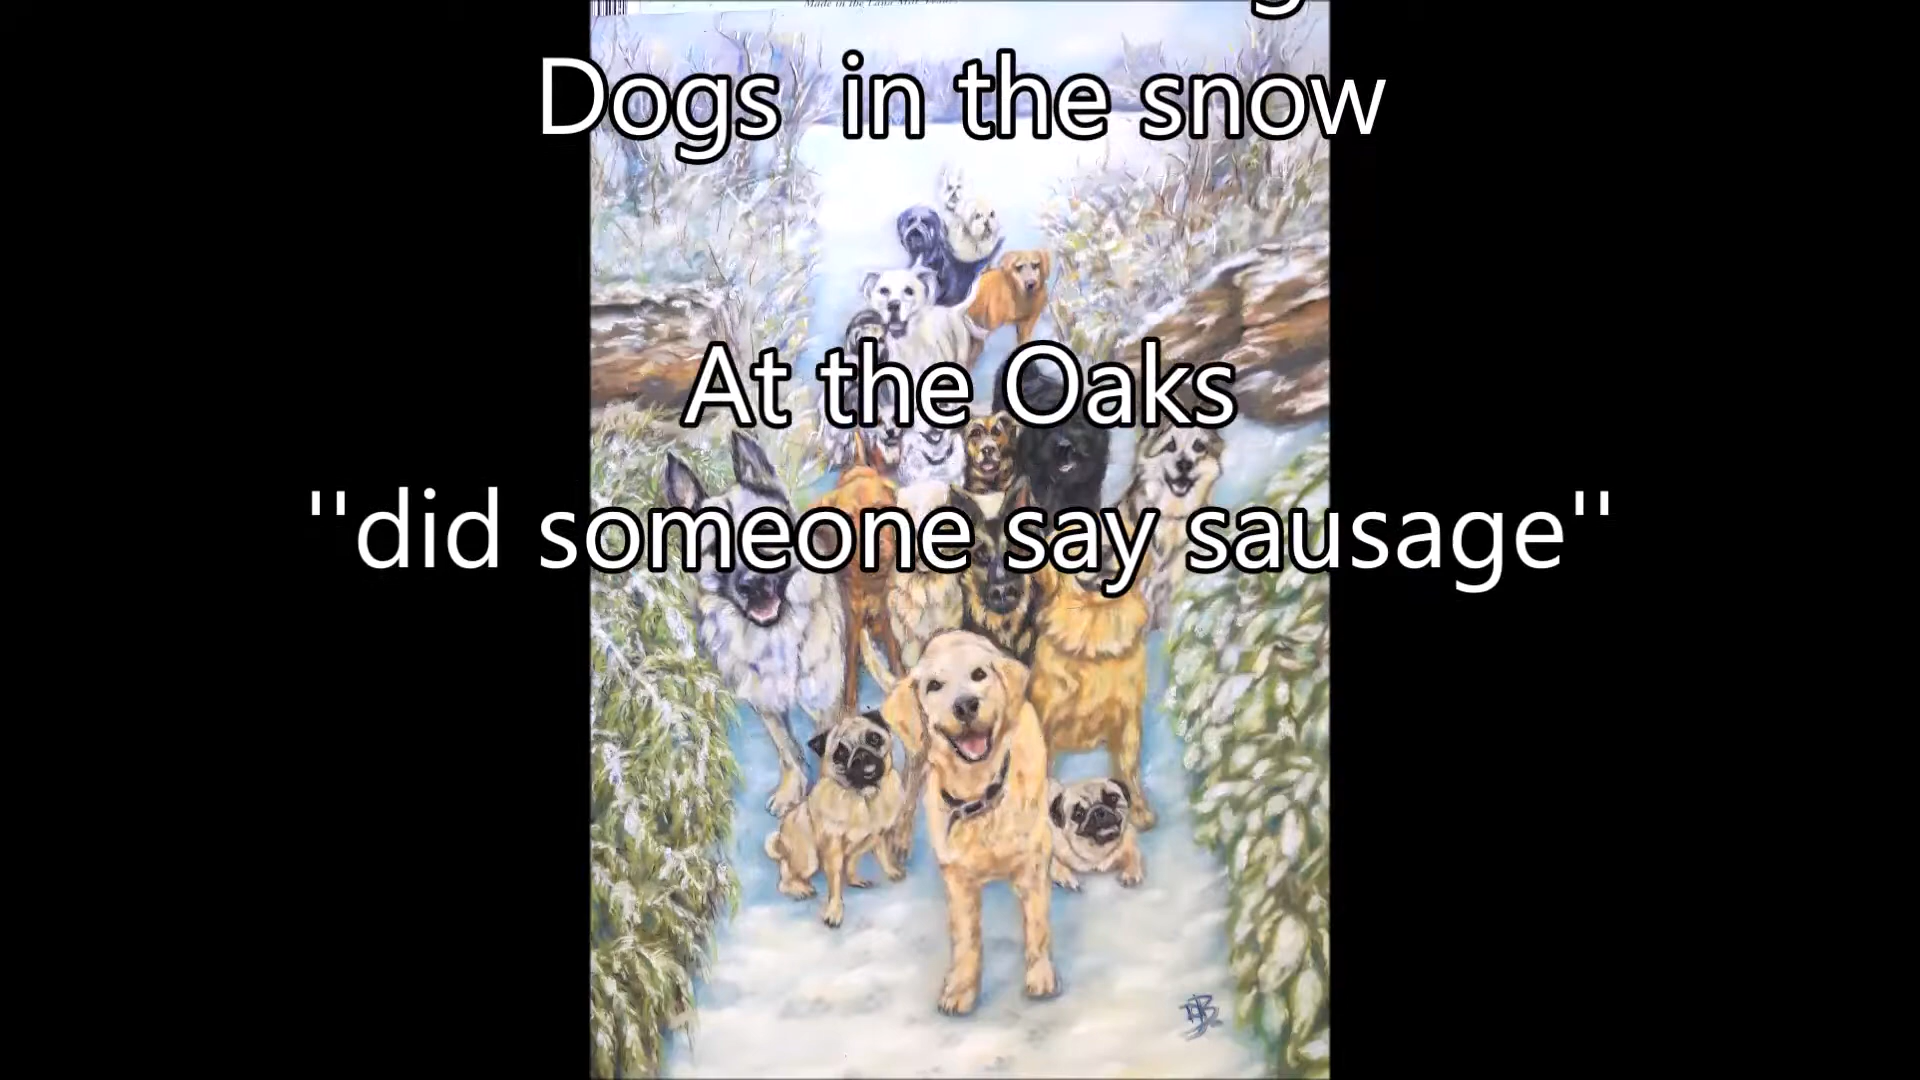 Dogs in the snow
At the Oaks
"did someone say sausage"